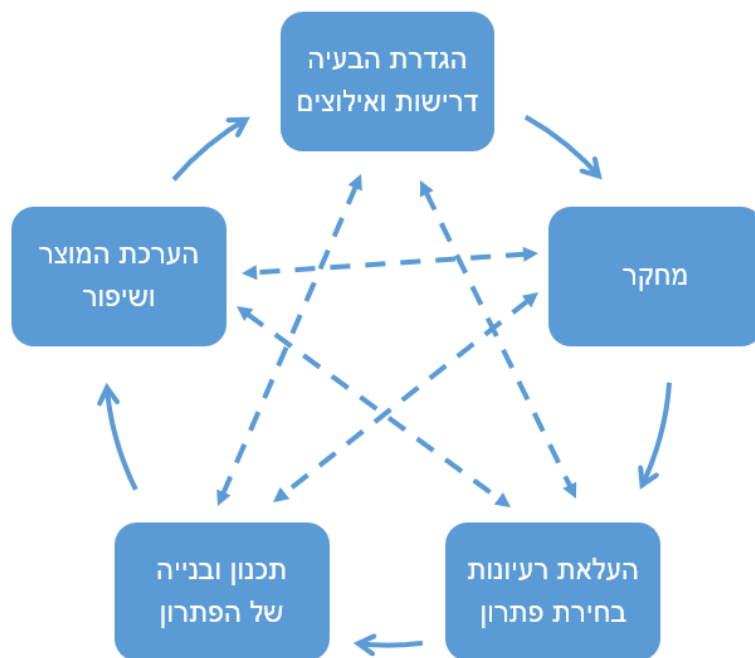 הגדרת הבעיה
דרישות ואילוצים
מחקר
העלאת רעיונות
בחירת פתרון
תכנון ובנייה
של הפתרון
הערכת המוצר
ושיפור